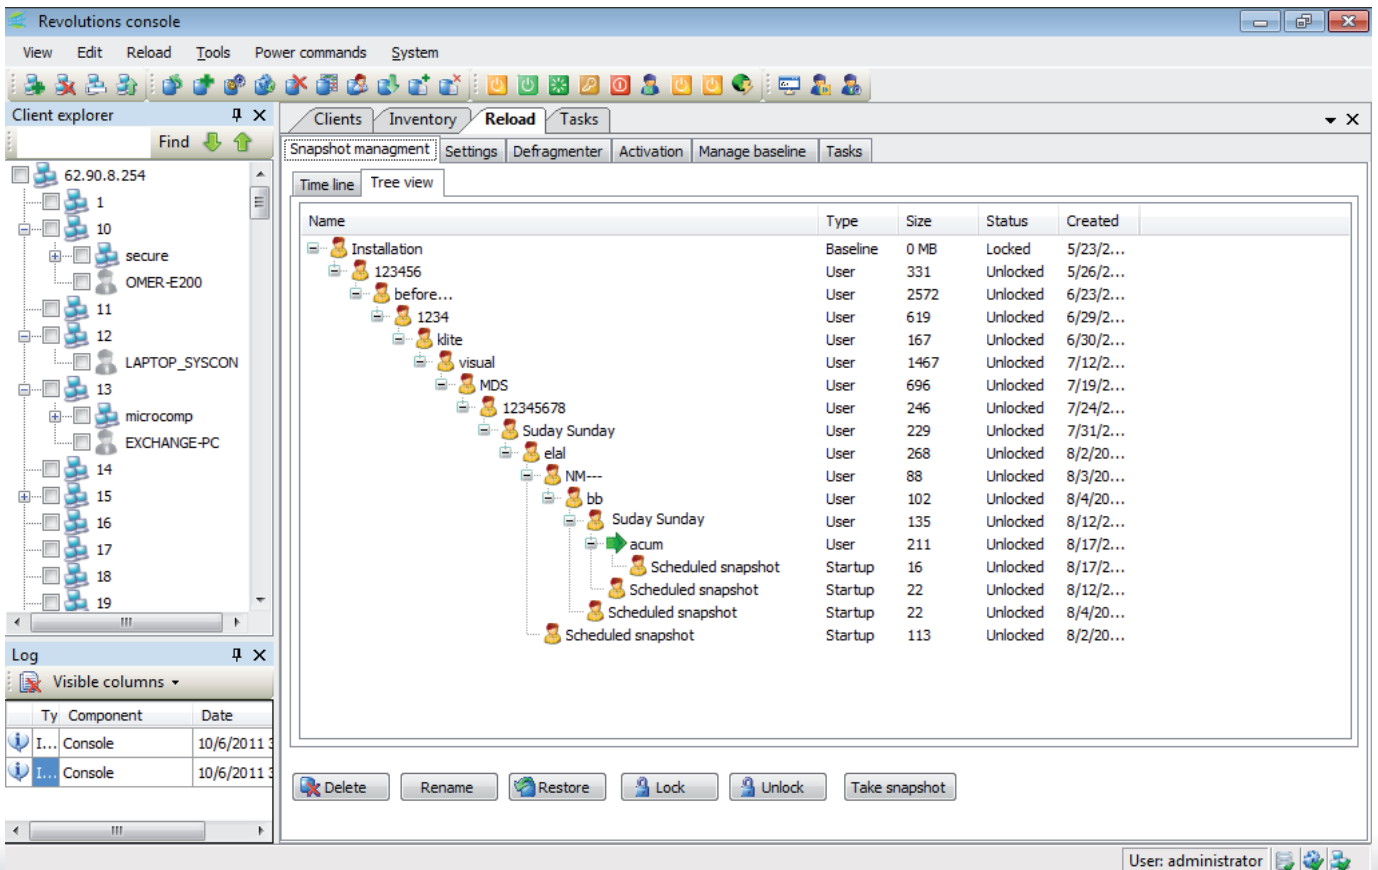 Revolutions console
View Edit Reload Tools Power commands System
Client explorer
Find
62.90.8.254
1
10
secure
OMER-E200
11
12
LAPTOP_SYSCON
13
microcomp
EXCHANGE-PC
14
15
16
17
18
19
Log
Visible columns
Ty Component Date
I... Console 10/6/2011 3
I... Console 10/6/2011 3
Clients Inventory Reload Tasks
Snapshot managment Settings Defragmenter Activation Manage baseline Tasks
Time line Tree view
Name Type Size Status Created
Installation Baseline 0 MB Locked 5/23/2...
123456 User 331 Unlocked 5/26/2...
before... User 2572 Unlocked 6/23/2...
1234 User 619 Unlocked 6/29/2...
klite User 167 Unlocked 6/30/2...
visual User 1467 Unlocked 7/12/2...
MDS User 696 Unlocked 7/19/2...
12345678 User 246 Unlocked 7/24/2...
Suday Sunday User 229 Unlocked 7/31/2...
elal User 268 Unlocked 8/2/20...
NM--- User 88 Unlocked 8/3/20...
bb User 102 Unlocked 8/4/20...
Suday Sunday User 135 Unlocked 8/12/2...
acum User 211 Unlocked 8/17/2...
Scheduled snapshot Startup 16 Unlocked 8/17/2...
Scheduled snapshot Startup 22 Unlocked 8/12/2...
Scheduled snapshot Startup 22 Unlocked 8/4/20...
Scheduled snapshot Startup 113 Unlocked 8/2/20...
Delete Rename Restore Lock Unlock Take snapshot
User: administrator